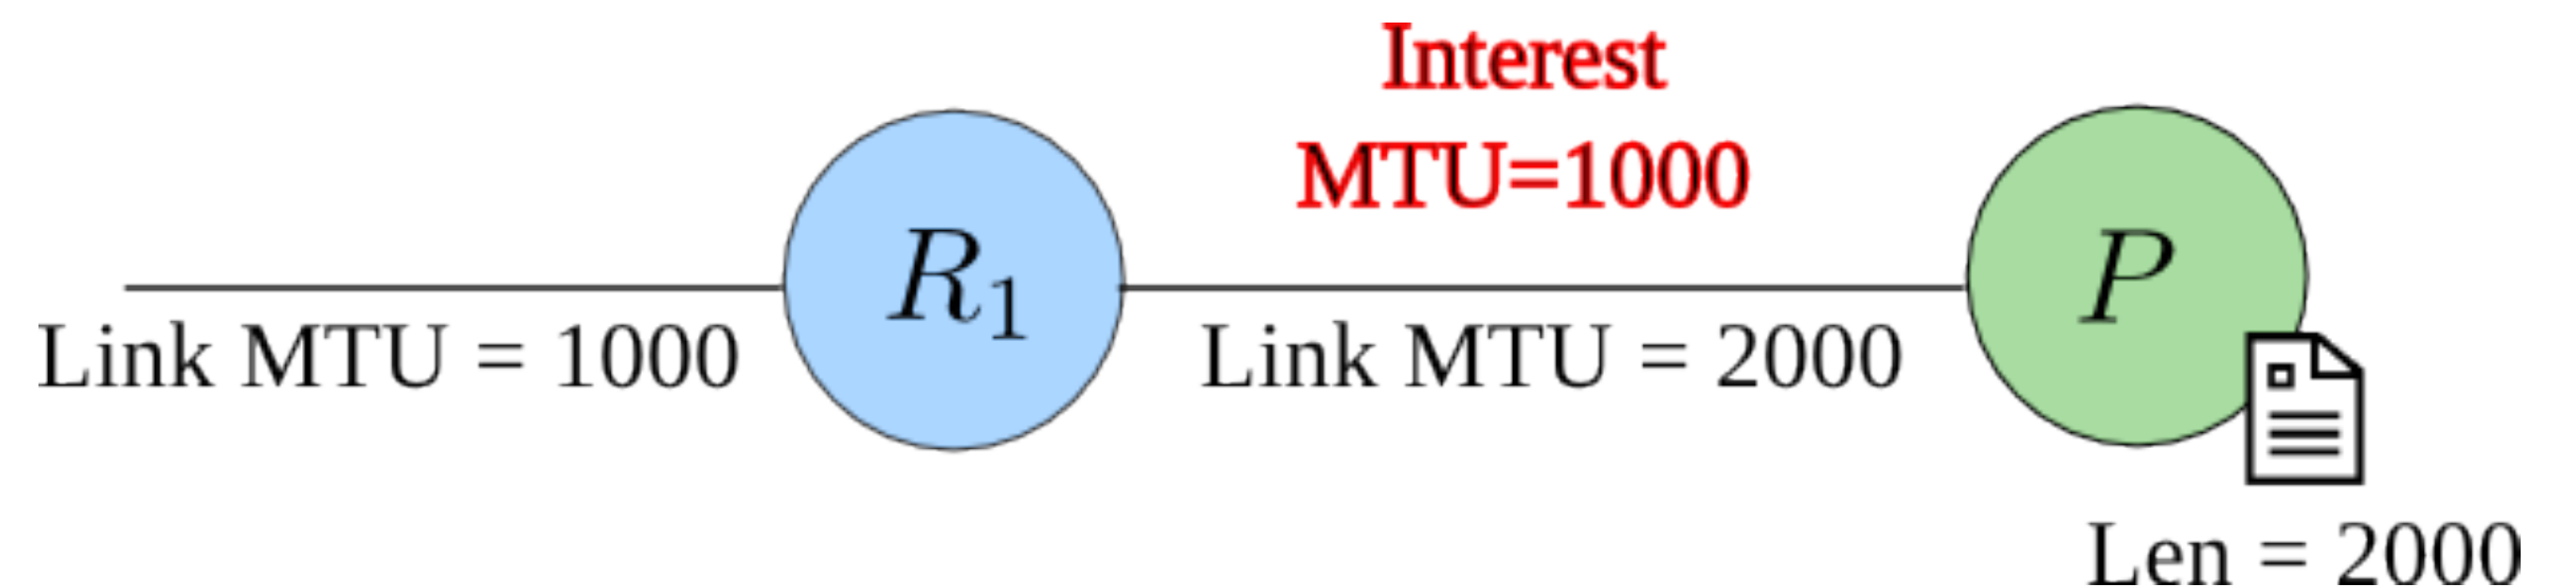 Interest
MTU=1000
R1
P
Link MTU = 1000
Link MTU = 2000
Len = 2000